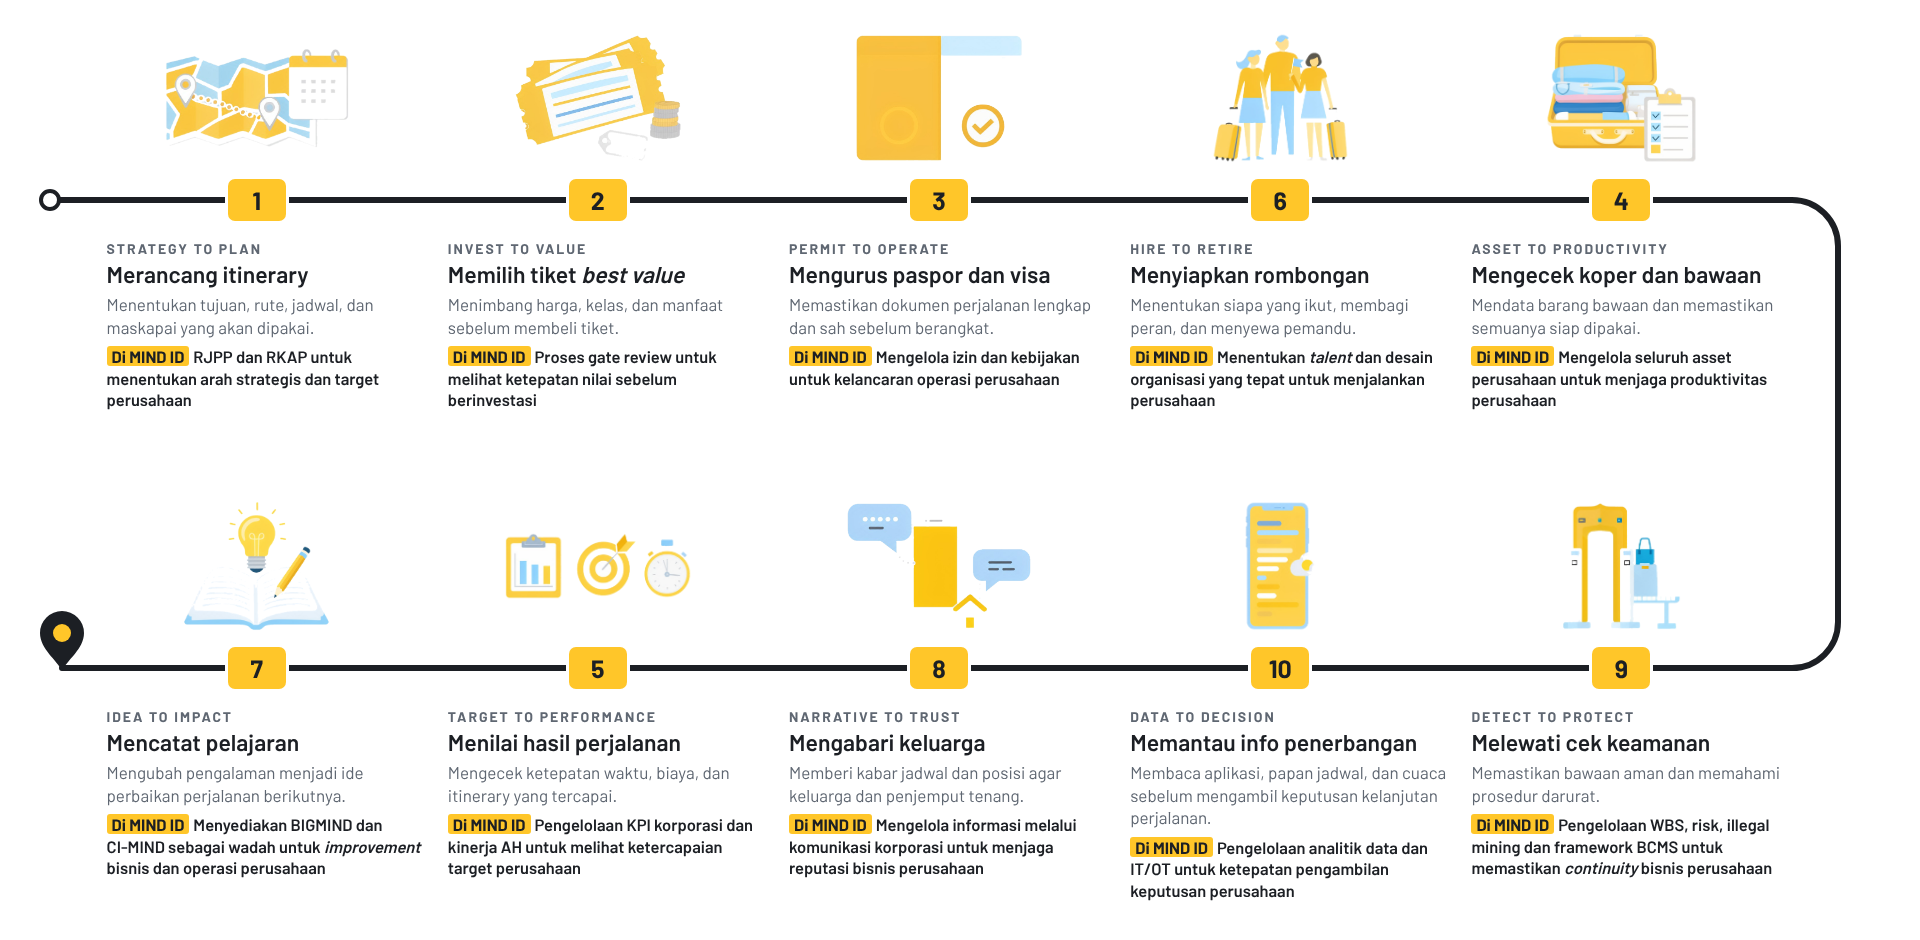 1
STRATEGY TO PLAN
Merancang itinerary
Menentukan tujuan, rute, jadwal, dan
maskapai yang akan dipakai.
Di MIND ID RJPP dan RKAP untuk
menentukan arah strategis dan target
perusahaan
2
INVEST TO VALUE
Memilih tiket best value
Menimbang harga, kelas, dan manfaat
sebelum membeli tiket.
Di MIND ID Proses gate review untuk
melihat ketepatan nilai sebelum
berinvestasi
3
PERMIT TO OPERATE
Mengurus paspor dan visa
Memastikan dokumen perjalanan lengkap
dan sah sebelum berangkat.
Di MIND ID Mengelola izin dan kebijakan
untuk kelancaran operasi perusahaan
6
HIRE TO RETIRE
Menyiapkan rombongan
Menentukan siapa yang ikut, membagi
peran, dan menyewa pemandu.
Di MIND ID Menentukan talent dan desain
organisasi yang tepat untuk menjalankan
perusahaan
4
ASSET TO PRODUCTIVITY
Mengecek koper dan bawaan
Mendata barang bawaan dan memastikan
semuanya siap dipakai.
Di MIND ID Mengelola seluruh asset
perusahaan untuk menjaga produktivitas
perusahaan
7
IDEA TO IMPACT
Mencatat pelajaran
Mengubah pengalaman menjadi ide
perbaikan perjalanan berikutnya.
Di MIND ID Menyediakan BIGMIND dan
CI-MIND sebagai wadah untuk improvement
bisnis dan operasi perusahaan
5
TARGET TO PERFORMANCE
Menilai hasil perjalanan
Mengecek ketepatan waktu, biaya, dan
itinerary yang tercapai.
Di MIND ID Pengelolaan KPI korporasi dan
kinerja AH untuk melihat ketercapaian
target perusahaan
8
NARRATIVE TO TRUST
Mengabari keluarga
Memberi kabar jadwal dan posisi agar
keluarga dan penjemput tenang.
Di MIND ID Mengelola informasi melalui
komunikasi korporasi untuk menjaga
reputasi bisnis perusahaan
10
DATA TO DECISION
Memantau info penerbangan
Membaca aplikasi, papan jadwal, dan cuaca
sebelum mengambil keputusan kelanjutan
perjalanan.
Di MIND ID Pengelolaan analitik data dan
IT/OT untuk ketepatan pengambilan
keputusan perusahaan
9
DETECT TO PROTECT
Melewati cek keamanan
Memastikan bawaan aman dan memahami
prosedur darurat.
Di MIND ID Pengelolaan WBS, risk, illegal
mining dan framework BCMS untuk
memastikan continuity bisnis perusahaan